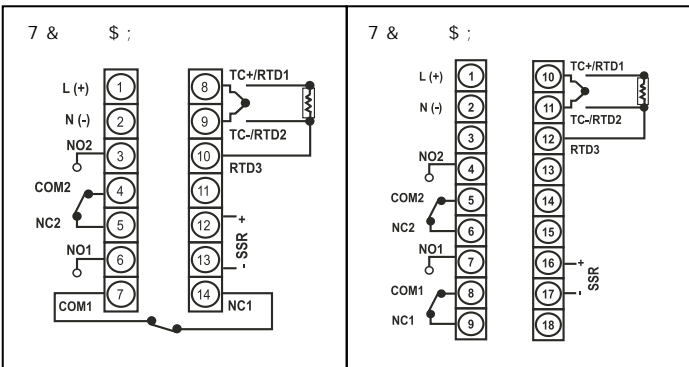 7 & $ ;
L (+) 1 8 TC+/RTD1
N (-) 2 9 TC-/RTD2
NO2 3 10 RTD3
COM2 4 11
NC2 5 12 +
SSR
NO1 6 13 -
COM1 7 14 NC1
7 & $ ;
L (+) 1 10 TC+/RTD1
N (-) 2 11 TC-/RTD2
3 12 RTD3
NO2 4 13
COM2 5 14
NC2 6 15
NO1 7 16 +
SSR
COM1 8 17 -
NC1 9 18